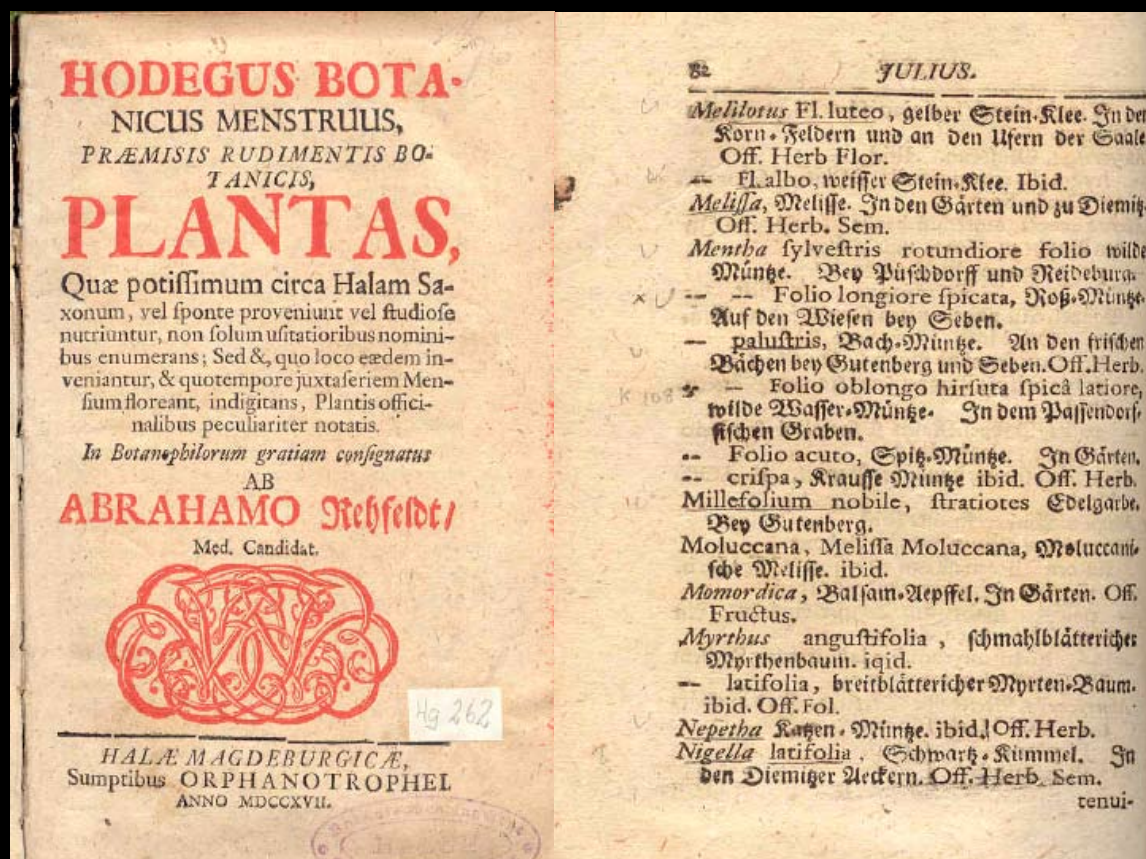 HODEGUS BOTA-
NICUS MENSTRUUS,
PRÆMISIS RUDIMENTIS BO-
TANICIS,
PLANTAS,
Quæ potiſſimum circa Halam Sa-
xonum, vel ſponte proveniunt vel ſtudioſe
nutriuntur, non ſolum uſitatioribus nomini-
bus enumerans; Sed &, quo loco eædem in-
veniantur, & quotempore juxtaſeriem Men-
ſium floreant, indigitans, Plantis offici-
nalibus peculiariter notatis.
In Botanophilorum gratiam conſignatus
AB
ABRAHAMO Rehfeldt/
Med. Candidat.
Hg 262
HALÆ MAGDEBURGICÆ,
Sumptibus ORPHANOTROPHEI
ANNO MDCCXVII.
82 JULIUS.
Melilotus Fl. luteo, gelber Stein-Klee. In den
Korn-Feldern und an den Ufern der Saale
Off. Herb Flor.
-- Fl. albo, weiſſer Stein-Klee. Ibid.
Meliſſa, Meliſſe. In den Gärten und zu Diemitz.
Off. Herb. Sem.
Mentha ſylveſtris rotundiore folio wilde
Müntze. Bey Püſchdorff und Reideburg.
-- -- Folio longiore ſpicata, Roß-Müntze.
Auf den Wieſen bey Seben.
-- paluſtris, Bach-Müntze. An den friſchen
Bächen bey Gutenberg und Seben. Off. Herb.
K 108
-- Folio oblongo hirſuta ſpicâ latiore,
wilde Waſſer-Müntze. In dem Paſſendorf-
fiſchen Graben.
-- Folio acuto, Spitz-Müntze. In Gärten.
-- criſpa, Krauſſe Müntze ibid. Off. Herb.
Millefolium nobile, ſtratiotes Edelgarbe.
Bey Gutenberg.
Moluccana, Meliſſa Moluccana, Moluccani-
ſche Meliſſe. ibid.
Momordica, Balſam-Aepffel. In Gärten. Off.
Fructus.
Myrthus anguſtifolia, ſchmahlblättericher
Myrthenbaum. iqid.
-- latifolia, breitblättericher Myrten-Baum.
ibid. Off. Fol.
Nepetha Katzen-Müntze. ibid. Off. Herb.
Nigella latifolia. Schwartz-Kümmel. In
den Diemitzer Aeckern. Off. Herb. Sem.
tenui-